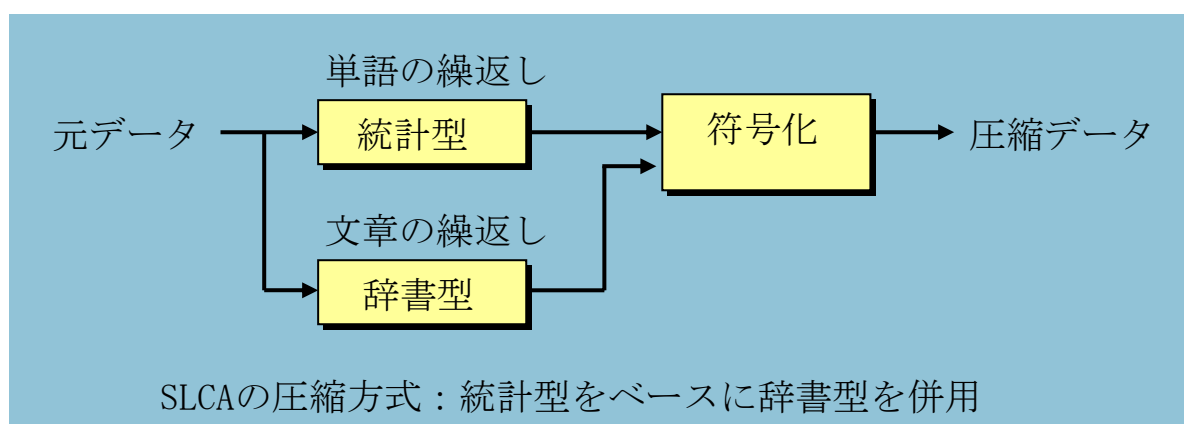 単語の繰返し
元データ
統計型
符号化
圧縮データ
文章の繰返し
辞書型
SLCAの圧縮方式：統計型をベースに辞書型を併用